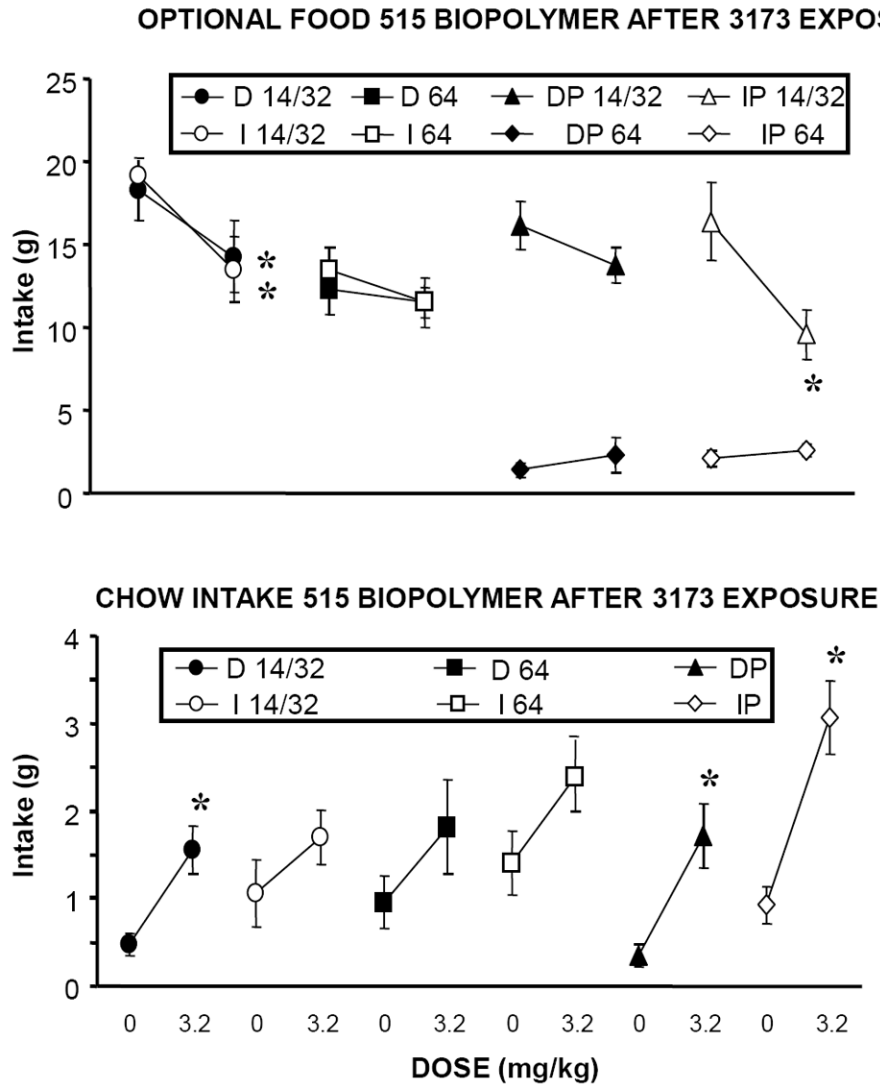 OPTIONAL FOOD 515 BIOPOLYMER AFTER 3173 EXPOS
25
20
15
10
5
0
Intake (g)
D 14/32 D 64 DP 14/32 IP 14/32
I 14/32 I 64 DP 64 IP 64
*
*
*
CHOW INTAKE 515 BIOPOLYMER AFTER 3173 EXPOSURE
4
3
2
1
0
Intake (g)
D 14/32 D 64 DP
I 14/32 I 64 IP
*
*
*
0 3.2 0 3.2 0 3.2 0 3.2 0 3.2 0 3.2
DOSE (mg/kg)